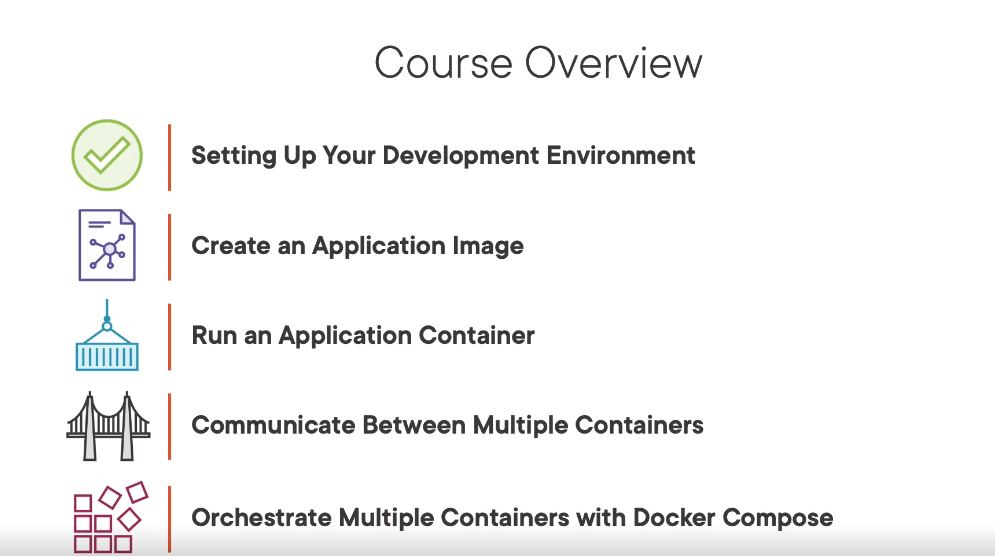 Course Overview
Setting Up Your Development Environment
Create an Application Image
Run an Application Container
Communicate Between Multiple Containers
Orchestrate Multiple Containers with Docker Compose